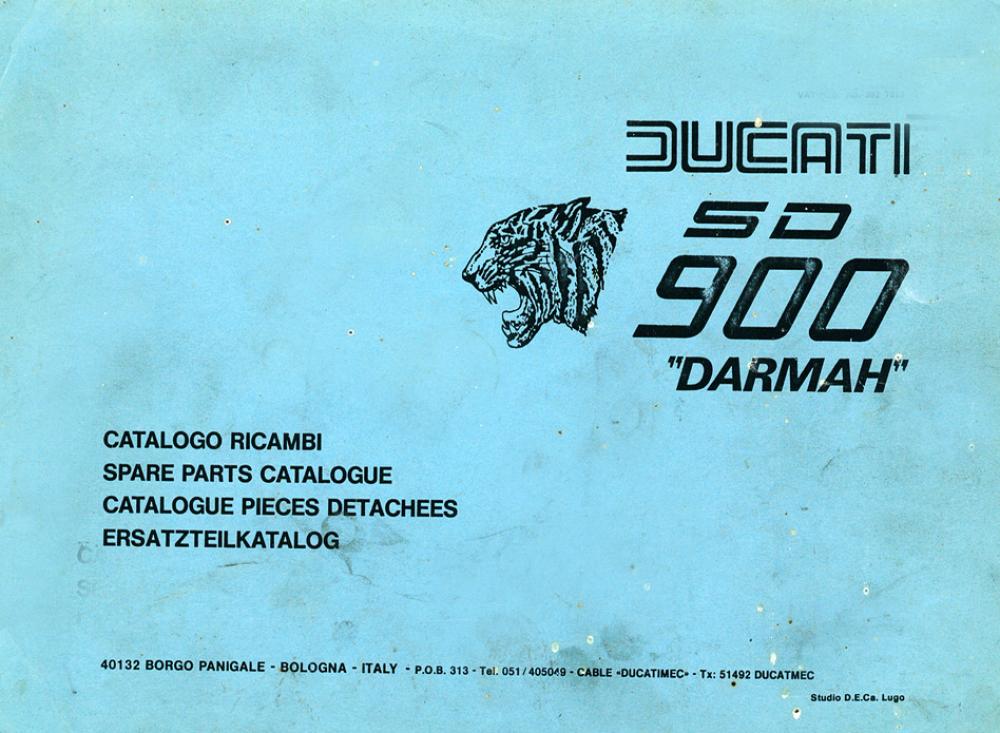 DUCATI
SD
900
"DARMAH"
CATALOGO RICAMBI
SPARE PARTS CATALOGUE
CATALOGUE PIECES DETACHEES
ERSATZTEILKATALOG
40132 BORGO PANIGALE - BOLOGNA - ITALY - P.O.B. 313 - Tel. 051/405049 - CABLE «DUCATIMEC» - Tx: 51492 DUCATMEC
Studio D.E.Ca. Lugo